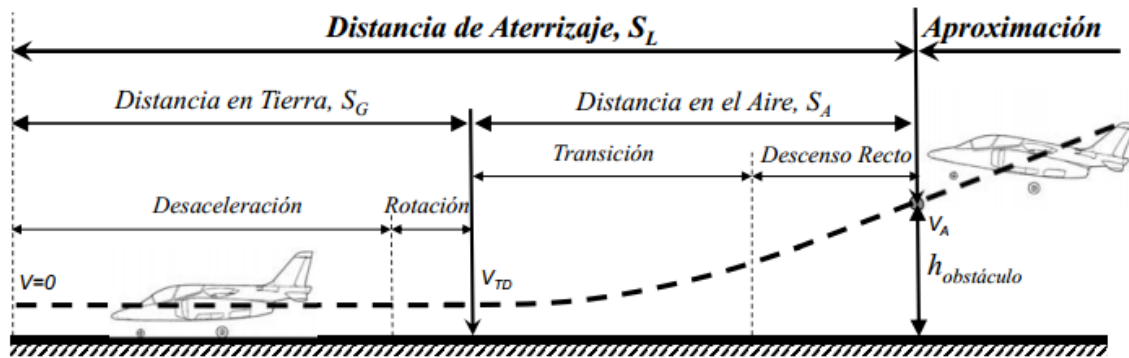 Distancia de Aterrizaje, S_L
Aproximación
Distancia en Tierra, S_G
Distancia en el Aire, S_A
Transición
Descenso Recto
Desaceleración
Rotación
V=0
V_TD
V_A
h_obstáculo